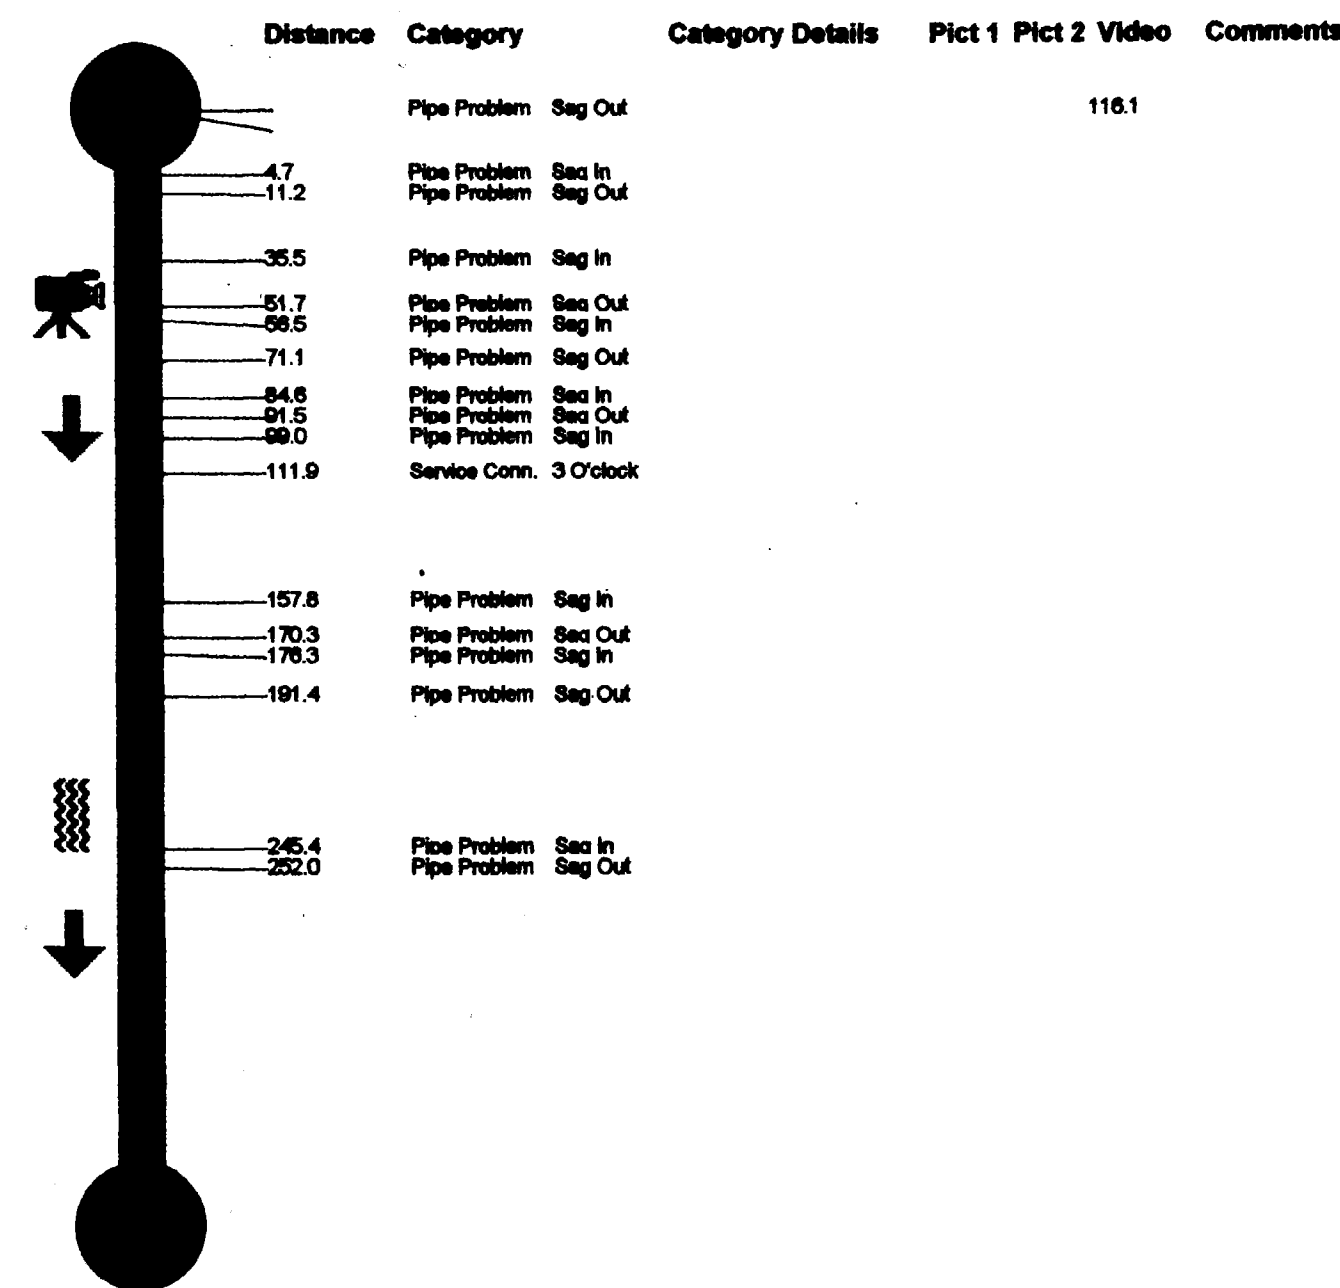 Distance Category Category Details Pict 1 Pict 2 Video Comments
Pipe Problem Sag Out 116.1
4.7 Pipe Problem Sag In
11.2 Pipe Problem Sag Out
35.5 Pipe Problem Sag In
51.7 Pipe Problem Sag Out
56.5 Pipe Problem Sag In
71.1 Pipe Problem Sag Out
84.6 Pipe Problem Sag In
91.5 Pipe Problem Sag Out
99.0 Pipe Problem Sag In
111.9 Service Conn. 3 O'clock
157.8 Pipe Problem Sag In
170.3 Pipe Problem Sag Out
176.3 Pipe Problem Sag In
191.4 Pipe Problem Sag Out
245.4 Pipe Problem Sag In
252.0 Pipe Problem Sag Out